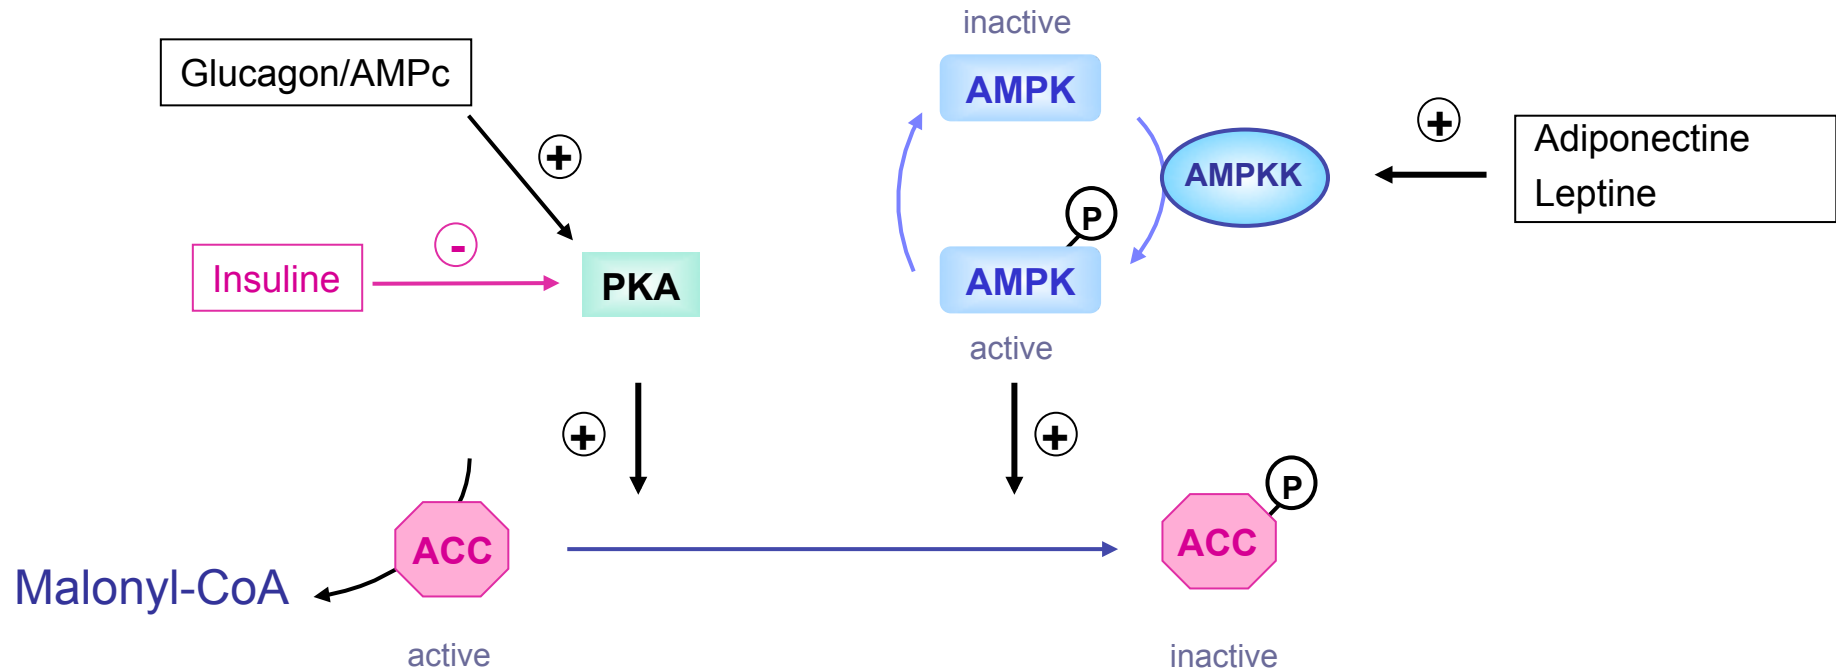 inactive
Glucagon/AMPc
AMPK
+
+
Adiponectine
Leptine
AMPKK
P
-
Insuline
PKA
AMPK
active
+
+
P
ACC
ACC
Malonyl-CoA
active
inactive